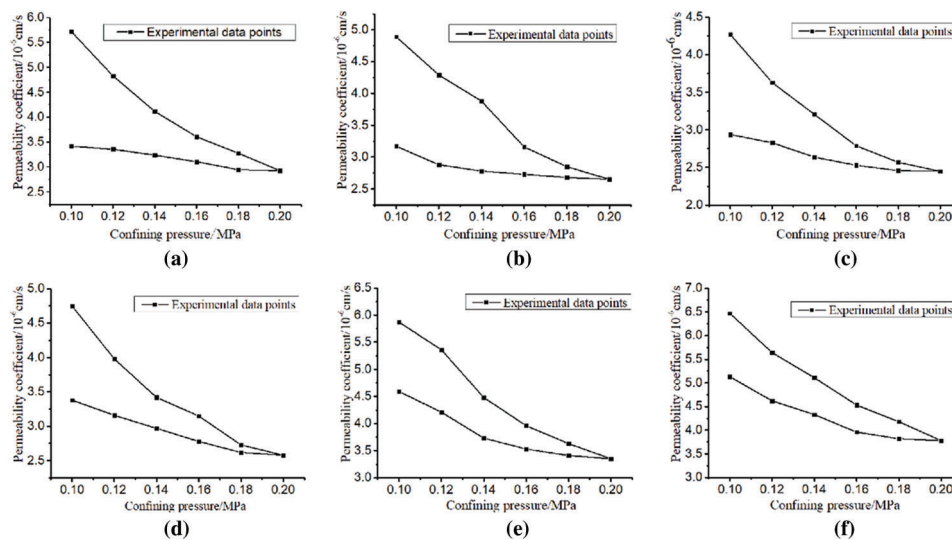 Permeability coefficient/10⁻⁵cm/s
6.0
5.5
5.0
4.5
4.0
3.5
3.0
2.5
Experimental data points
0.10 0.12 0.14 0.16 0.18 0.20
Confining pressure/MPa
(a)
Permeability coefficient/10⁻⁶cm/s
5.0
4.5
4.0
3.5
3.0
2.5
Experimental data points
0.10 0.12 0.14 0.16 0.18 0.20
Confining pressure/MPa
(b)
Permeability coefficient/10⁻⁶cm/s
4.5
4.0
3.5
3.0
2.5
2.0
Experimental data points
0.10 0.12 0.14 0.16 0.18 0.20
Confining pressure/MPa
(c)
Permeability coefficient/10⁻⁶cm/s
5.0
4.5
4.0
3.5
3.0
2.5
Experimental data points
0.10 0.12 0.14 0.16 0.18 0.20
Confining pressure/MPa
(d)
Permeability coefficient/10⁻⁶cm/s
6.5
6.0
5.5
5.0
4.5
4.0
3.5
3.0
Experimental data points
0.10 0.12 0.14 0.16 0.18 0.20
Confining pressure/MPa
(e)
Permeability coefficient/10⁻⁶cm/s
7.0
6.5
6.0
5.5
5.0
4.5
4.0
3.5
3.0
Experimental data points
0.10 0.12 0.14 0.16 0.18 0.20
Confining pressure/MPa
(f)